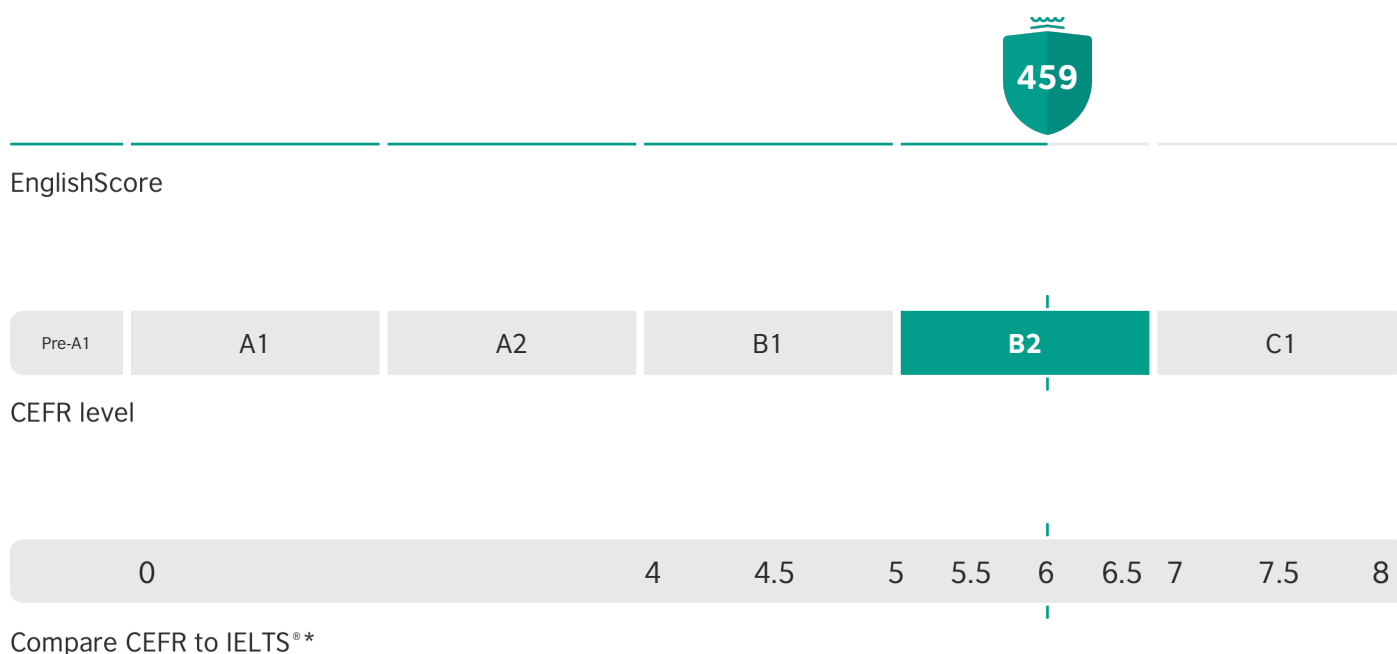 459
EnglishScore
Pre-A1 A1 A2 B1 B2 C1
CEFR level
0 4 4.5 5 5.5 6 6.5 7 7.5 8
Compare CEFR to IELTS®*